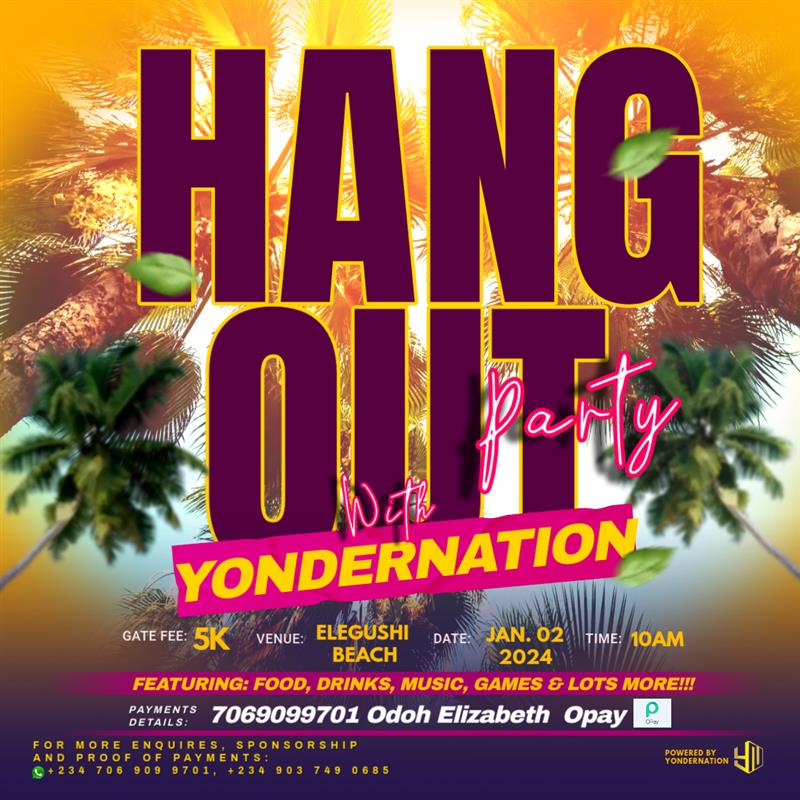 HANG
OUT
Party
With
YONDERNATION
GATE FEE: 5K VENUE: ELEGUSHI BEACH DATE: JAN. 02 2024 TIME: 10AM
FEATURING: FOOD, DRINKS, MUSIC, GAMES & LOTS MORE!!!
PAYMENTS DETAILS: 7069099701 Odoh Elizabeth Opay OPay
FOR MORE ENQUIRES, SPONSORSHIP
AND PROOF OF PAYMENTS:
+234 706 909 9701, +234 903 749 0685
POWERED BY
YONDERNATION